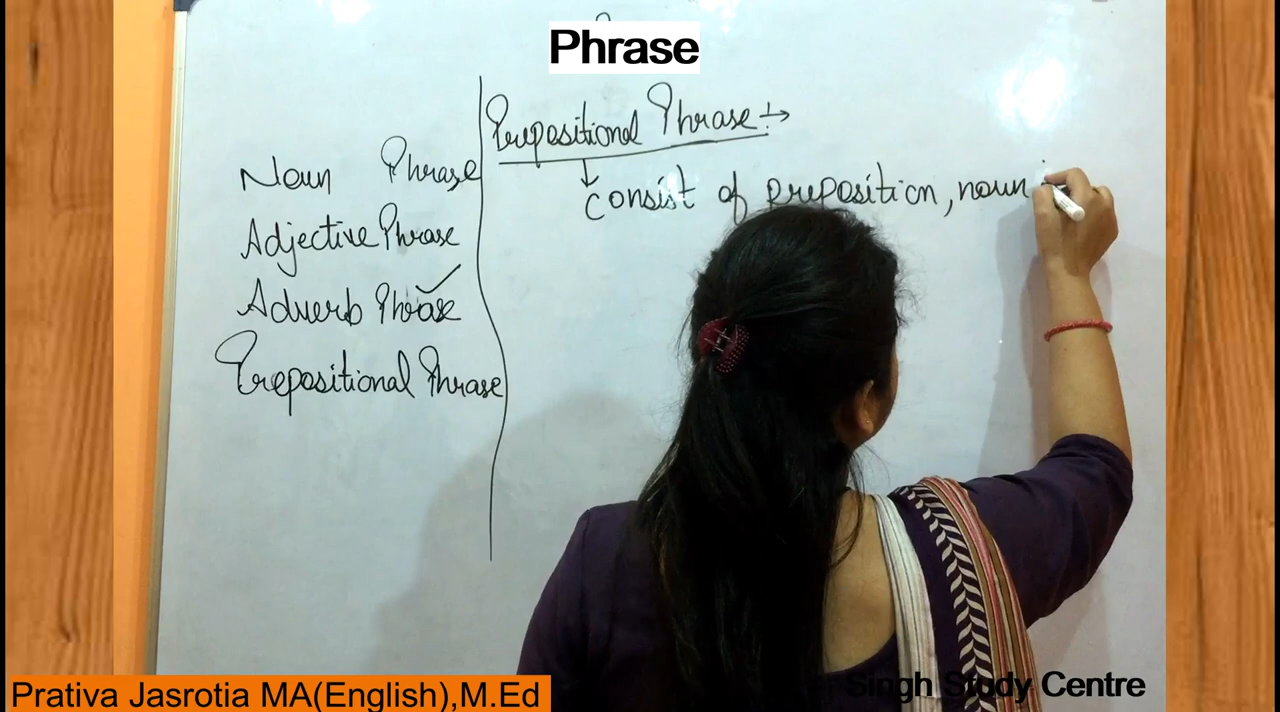 Phrase
Noun Phrase
Adjective Phrase
Adverb Phrase
Prepositional Phrase
Prepositional Phrase :→
Consist of preposition, noun
Prativa Jasrotia MA(English),M.Ed
Singh Study Centre